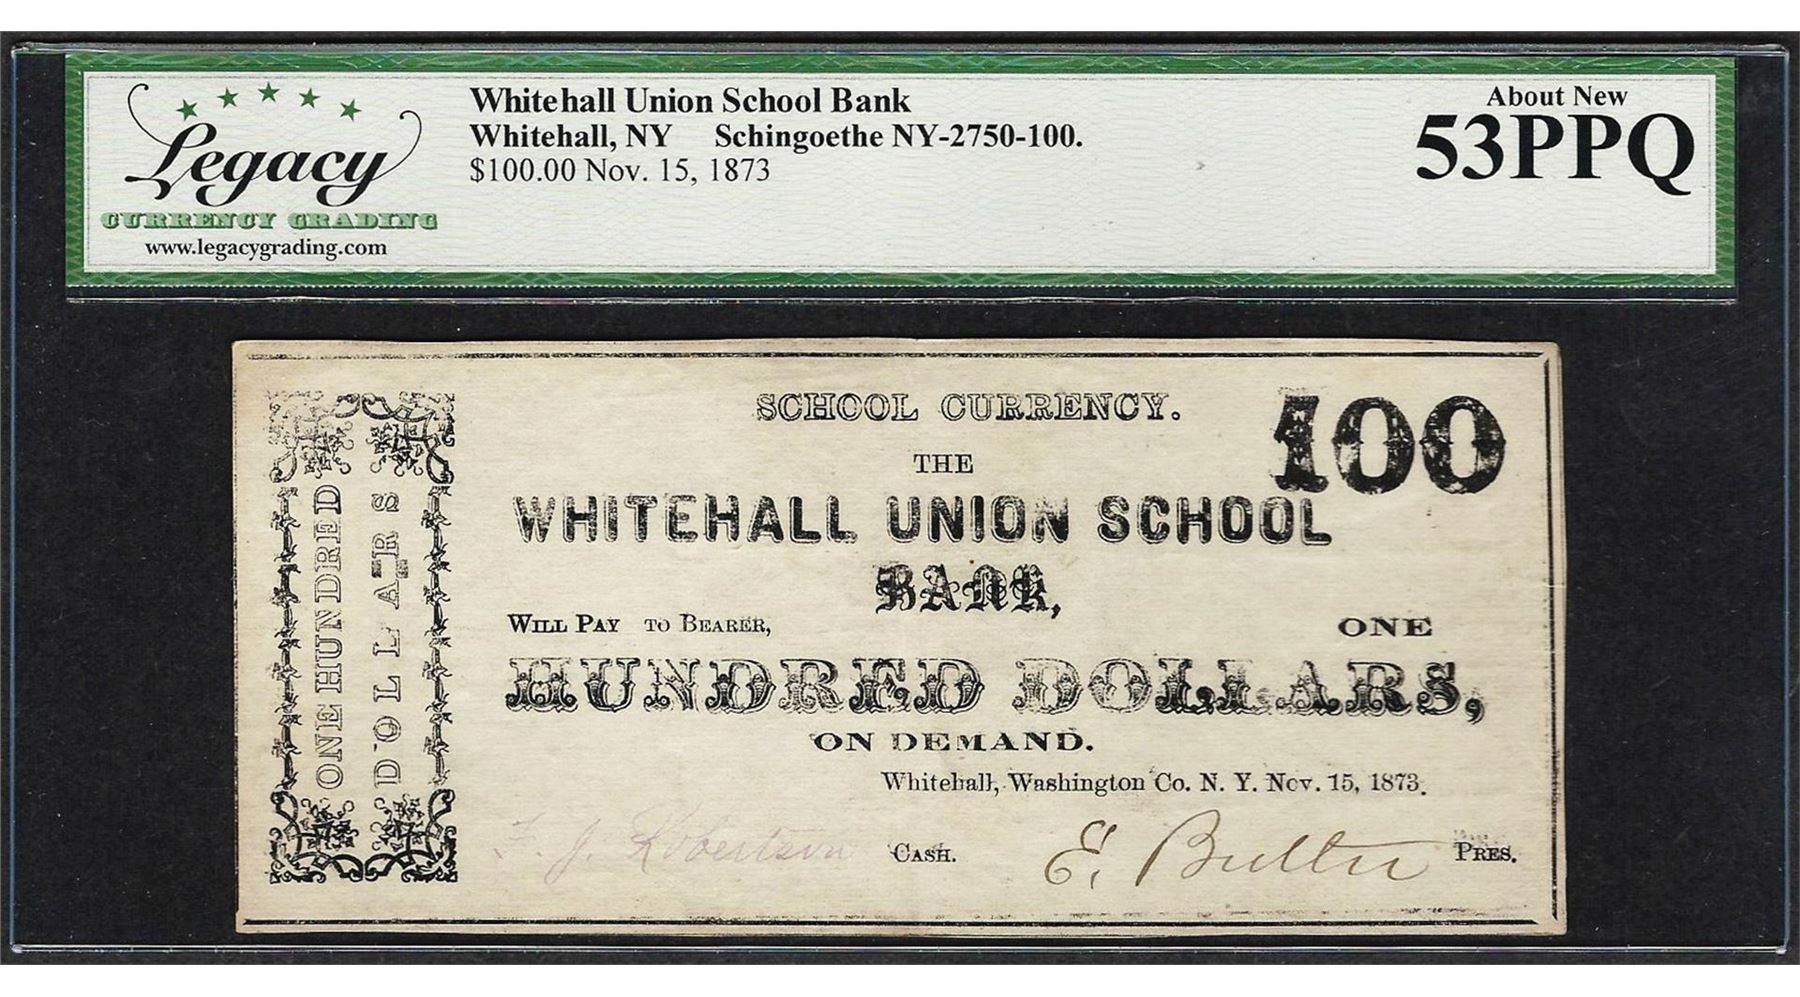 Legacy
CURRENCY GRADING
www.legacygrading.com
Whitehall Union School Bank
Whitehall, NY Schingoethe NY-2750-100.
$100.00 Nov. 15, 1873
About New
53PPQ
SCHOOL CURRENCY.
100
THE
WHITEHALL UNION SCHOOL
BANK,
WILL PAY TO BEARER, ONE
HUNDRED DOLLARS,
ON DEMAND.
Whitehall, Washington Co. N. Y. Nov. 15, 1873.
F. J. Robertson CASH. E. Butter PRES.
ONE HUNDRED
DOLLARS